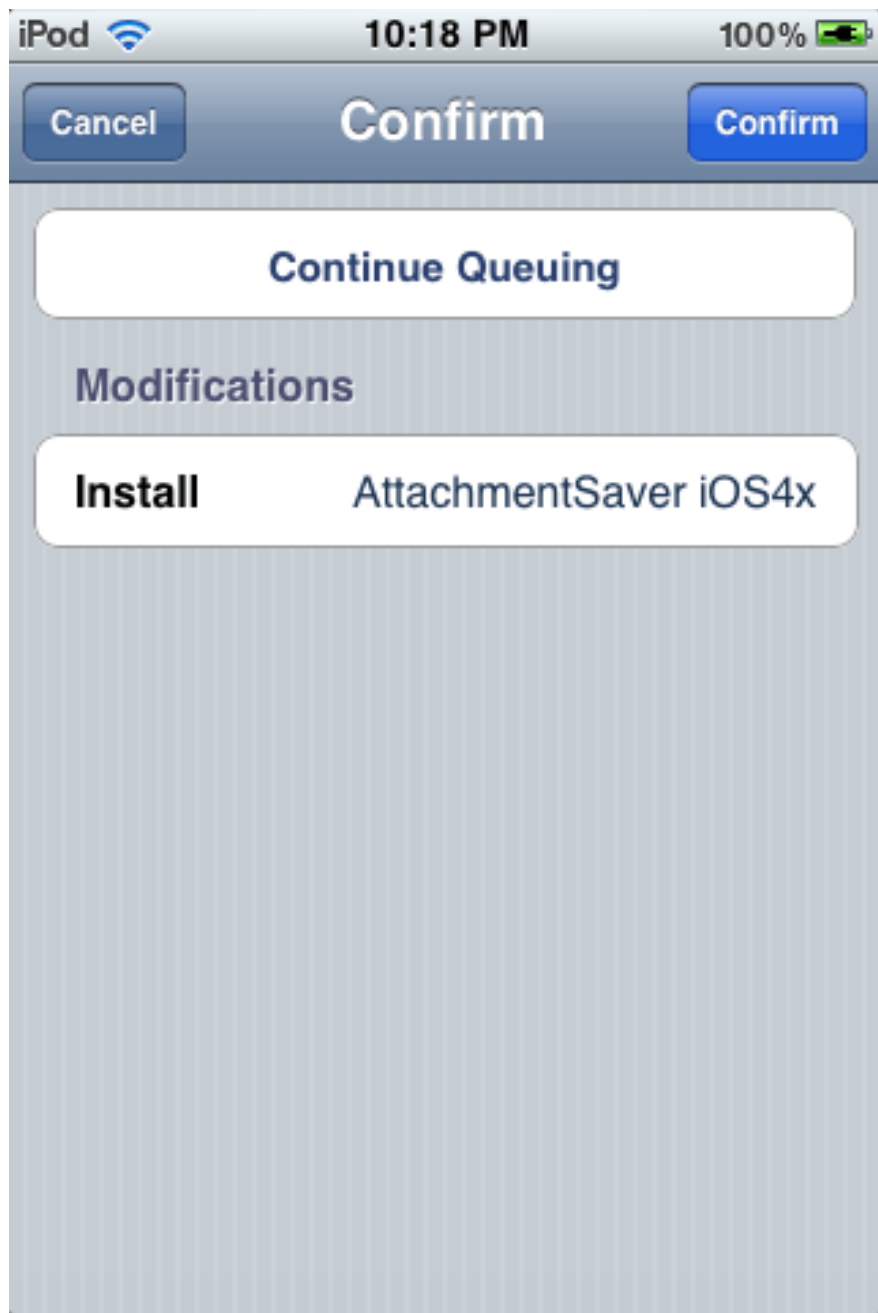 iPod 10:18 PM 100%
Cancel Confirm Confirm
Continue Queuing
Modifications
Install AttachmentSaver iOS4x